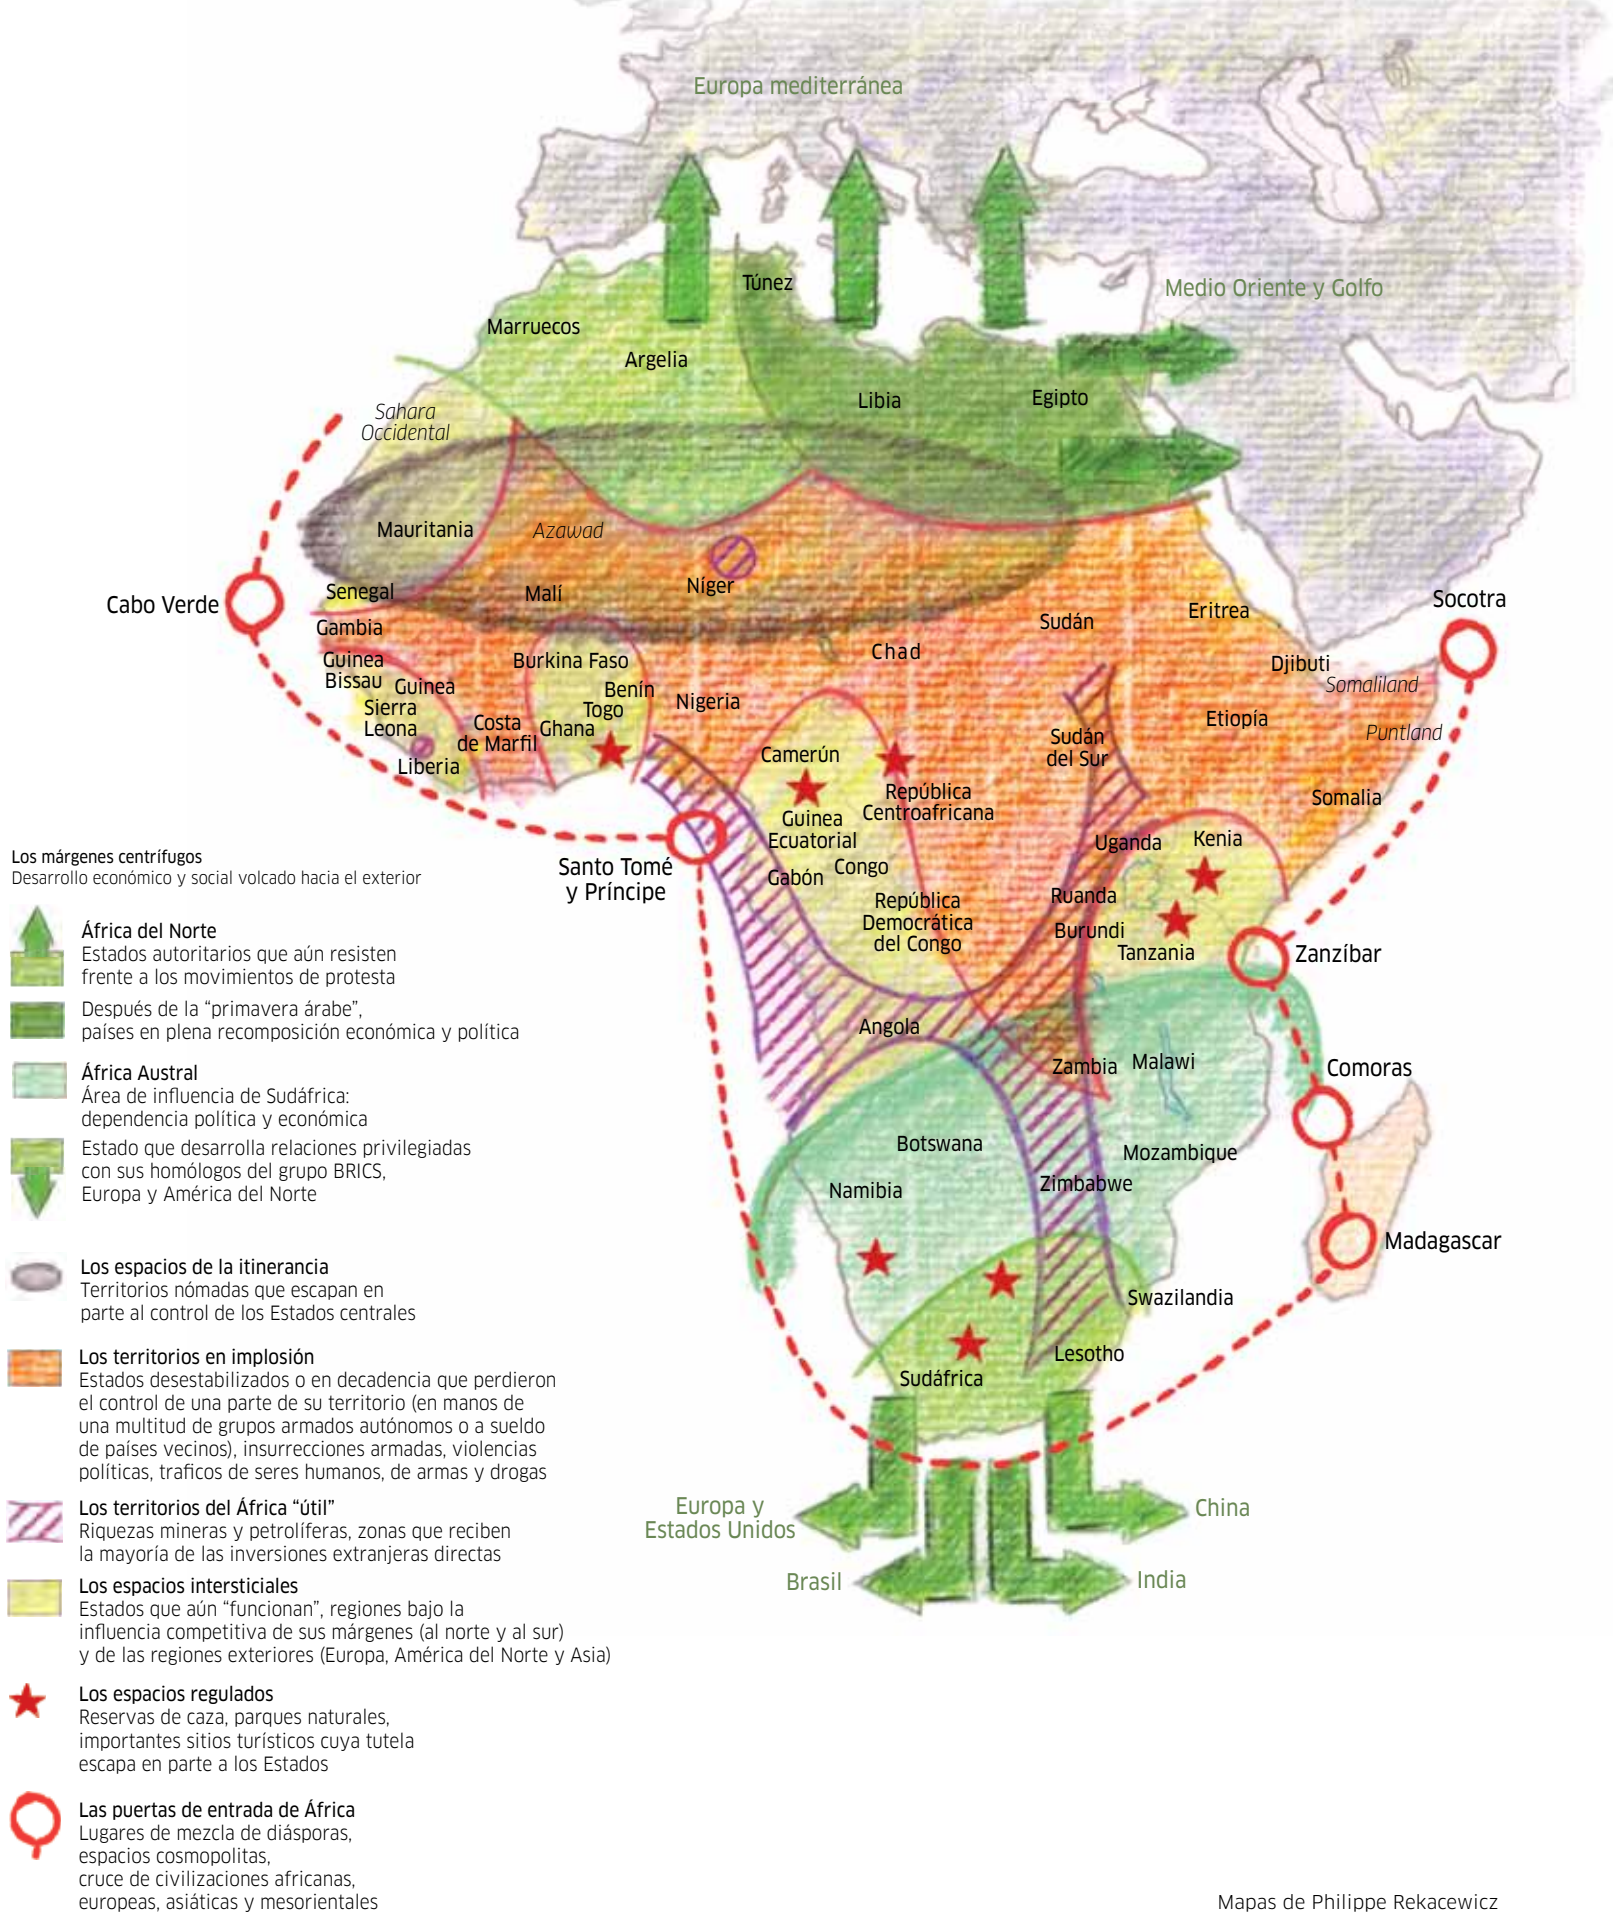 Europa mediterránea
Medio Oriente y Golfo
Túnez
Marruecos
Argelia
Libia
Egipto
Sahara
Occidental
Mauritania
Azawad
Níger
Malí
Senegal
Gambia
Cabo Verde
Socotra
Sudán
Eritrea
Chad
Djibuti
Somaliland
Puntland
Guinea
Bissau
Guinea
Sierra
Leona
Liberia
Burkina Faso
Benín
Togo
Ghana
Costa
de Marfil
Nigeria
Etiopía
Sudán
del Sur
Somalia
Camerún
República
Centroafricana
Guinea
Ecuatorial
Gabón
Congo
República
Democrática
del Congo
Uganda
Kenia
Ruanda
Burundi
Tanzania
Santo Tomé
y Príncipe
Zanzíbar
Angola
Zambia
Malawi
Comoras
Botswana
Mozambique
Namibia
Zimbabwe
Madagascar
Swazilandia
Lesotho
Sudáfrica
Europa y
Estados Unidos
China
Brasil
India
Los márgenes centrífugos
Desarrollo económico y social volcado hacia el exterior
África del Norte
Estados autoritarios que aún resisten
frente a los movimientos de protesta
Después de la “primavera árabe”,
países en plena recomposición económica y política
África Austral
Área de influencia de Sudáfrica:
dependencia política y económica
Estado que desarrolla relaciones privilegiadas
con sus homólogos del grupo BRICS,
Europa y América del Norte
Los espacios de la itinerancia
Territorios nómadas que escapan en
parte al control de los Estados centrales
Los territorios en implosión
Estados desestabilizados o en decadencia que perdieron
el control de una parte de su territorio (en manos de
una multitud de grupos armados autónomos o a sueldo
de países vecinos), insurrecciones armadas, violencias
políticas, traficos de seres humanos, de armas y drogas
Los territorios del África “útil”
Riquezas mineras y petrolíferas, zonas que reciben
la mayoría de las inversiones extranjeras directas
Los espacios intersticiales
Estados que aún “funcionan”, regiones bajo la
influencia competitiva de sus márgenes (al norte y al sur)
y de las regiones exteriores (Europa, América del Norte y Asia)
Los espacios regulados
Reservas de caza, parques naturales,
importantes sitios turísticos cuya tutela
escapa en parte a los Estados
Las puertas de entrada de África
Lugares de mezcla de diásporas,
espacios cosmopolitas,
cruce de civilizaciones africanas,
europeas, asiáticas y mesorientales
Mapas de Philippe Rekacewicz